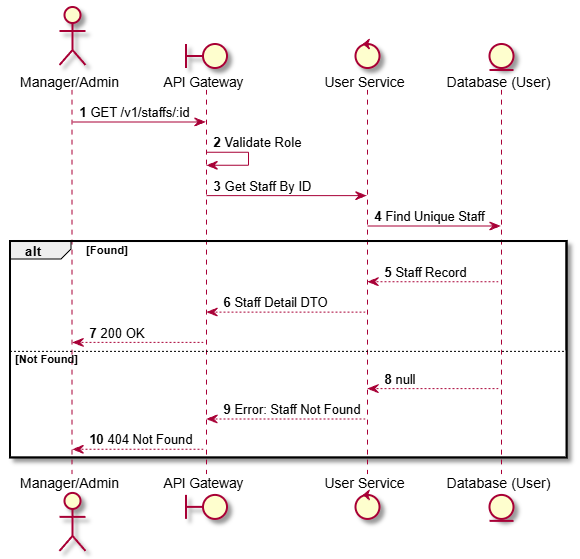 Manager/Admin API Gateway User Service Database (User)
1 GET /v1/staffs/:id
2 Validate Role
3 Get Staff By ID
4 Find Unique Staff
alt [Found]
5 Staff Record
6 Staff Detail DTO
7 200 OK
[Not Found]
8 null
9 Error: Staff Not Found
10 404 Not Found
Manager/Admin API Gateway User Service Database (User)